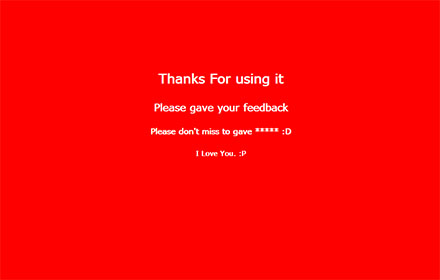 Thanks For using it
Please gave your feedback
Please don't miss to gave ***** :D
I Love You. :P